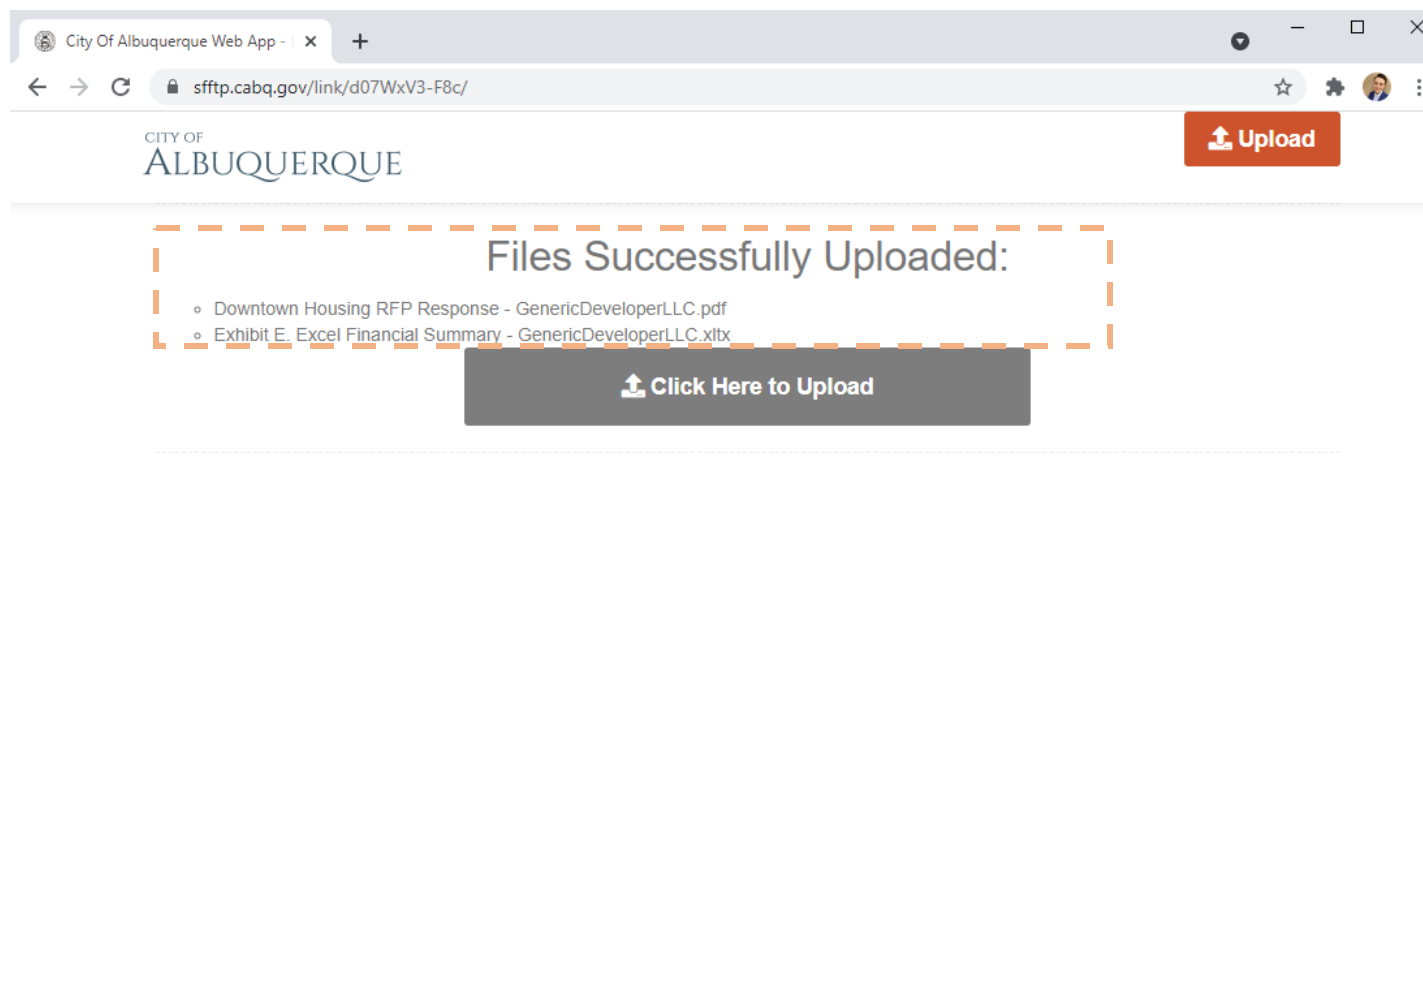 City Of Albuquerque Web App -
sfftp.cabq.gov/link/d07WxV3-F8c/
CITY OF
ALBUQUERQUE
Upload
Files Successfully Uploaded:
Downtown Housing RFP Response - GenericDeveloperLLC.pdf
Exhibit E. Excel Financial Summary - GenericDeveloperLLC.xltx
Click Here to Upload